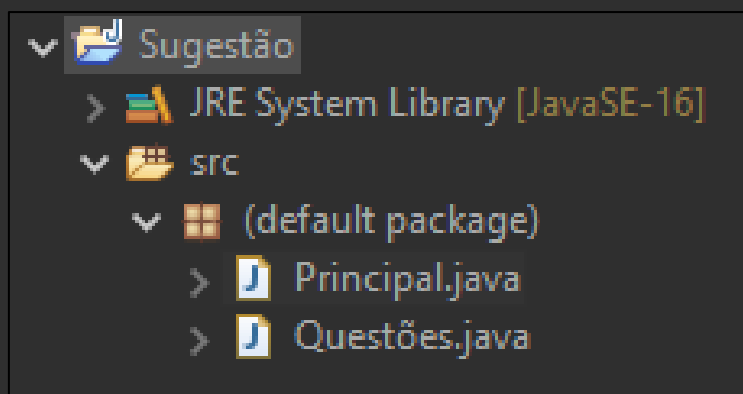 Sugestão
JRE System Library [JavaSE-16]
src
(default package)
Principal.java
Questões.java